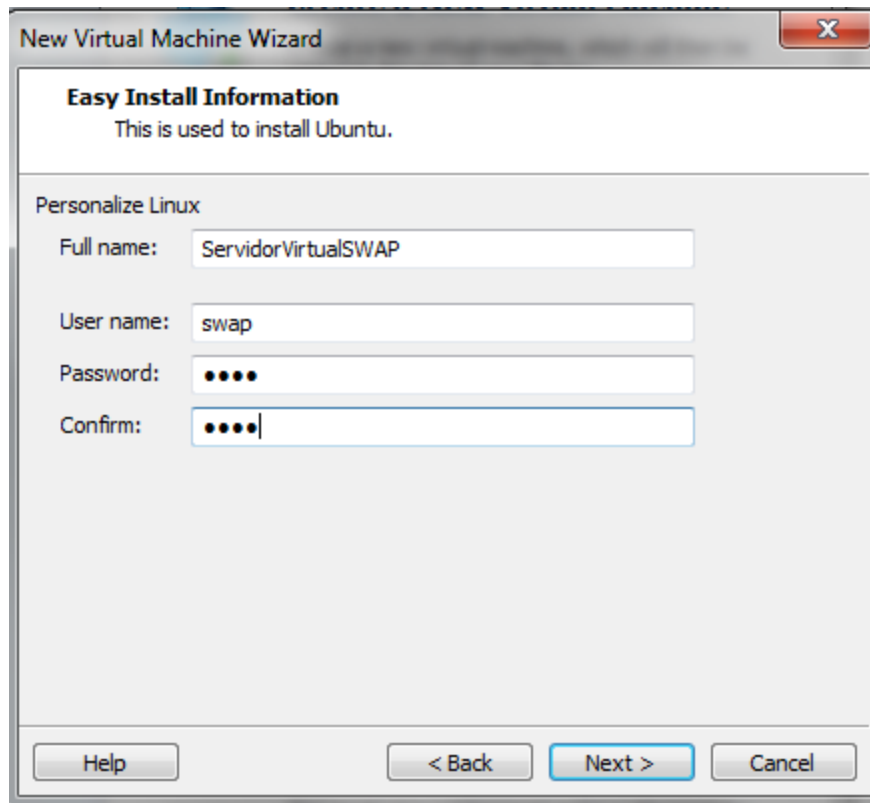 New Virtual Machine Wizard
Easy Install Information
This is used to install Ubuntu.
Personalize Linux
Full name: ServidorVirtualSWAP
User name: swap
Password: ●●●●
Confirm: ●●●●
Help < Back Next > Cancel